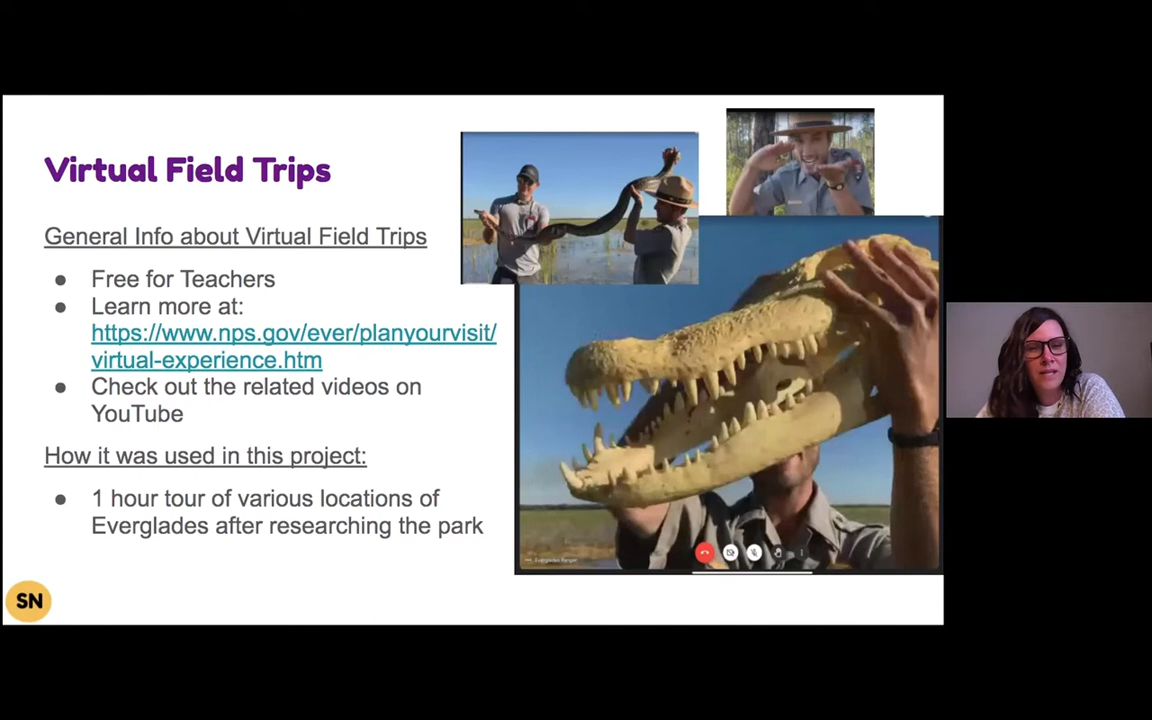 Virtual Field Trips
General Info about Virtual Field Trips
● Free for Teachers
● Learn more at:
https://www.nps.gov/ever/planyourvisit/
virtual-experience.htm
● Check out the related videos on
YouTube
How it was used in this project:
● 1 hour tour of various locations of
Everglades after researching the park
Everglades Ranger
SN